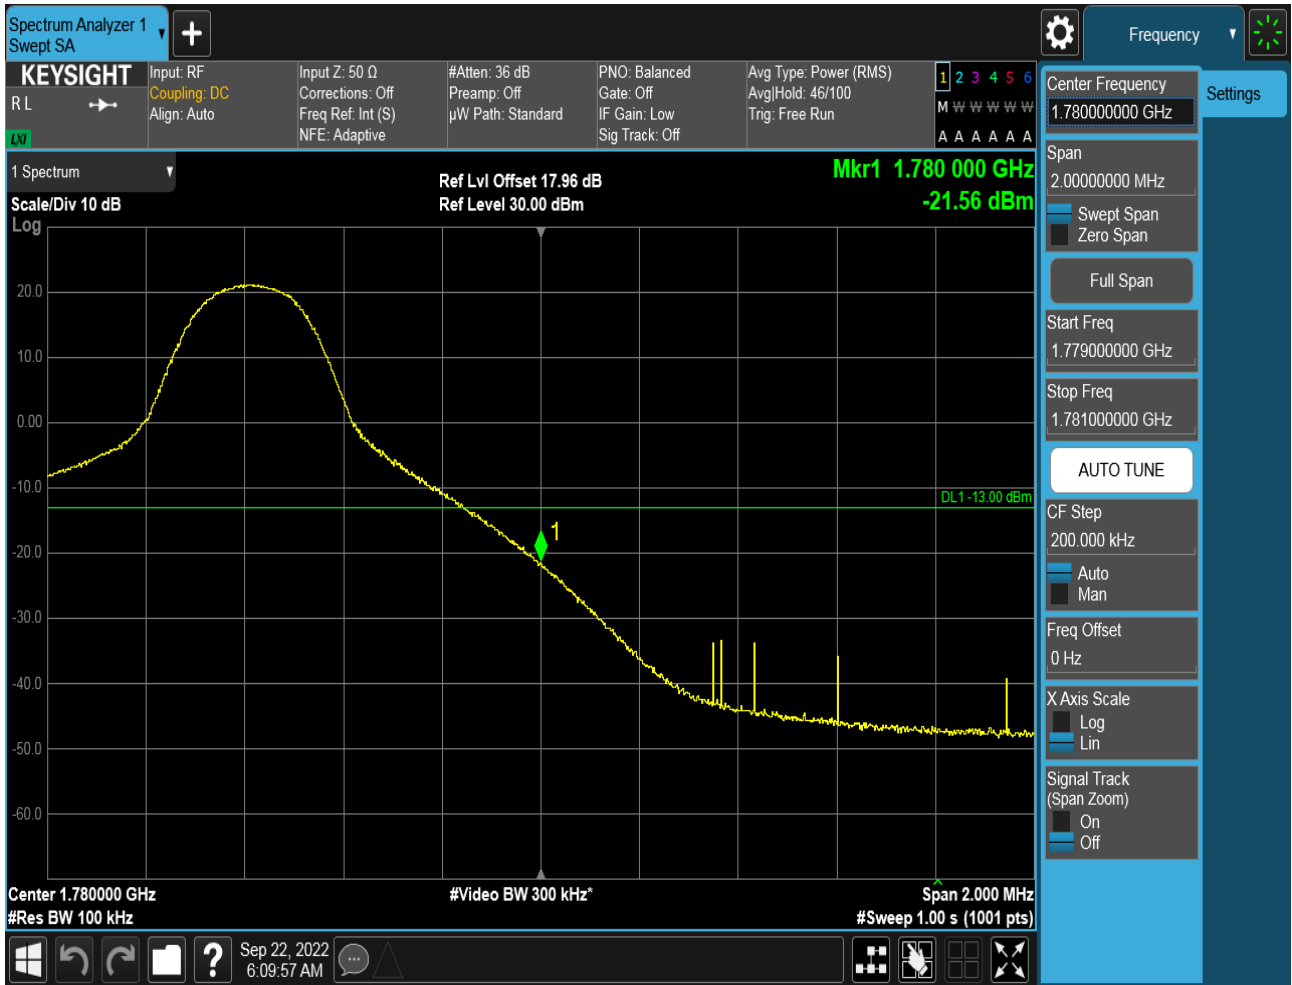 Spectrum Analyzer 1
Swept SA
Frequency
KEYSIGHT
R L
LXI
Input: RF
Coupling: DC
Align: Auto
Input Z: 50 Ω
Corrections: Off
Freq Ref: Int (S)
NFE: Adaptive
#Atten: 36 dB
Preamp: Off
µW Path: Standard
PNO: Balanced
Gate: Off
IF Gain: Low
Sig Track: Off
Avg Type: Power (RMS)
Avg|Hold: 46/100
Trig: Free Run
1 2 3 4 5 6
M W W W W W
A A A A A A
Center Frequency
1.780000000 GHz
Settings
Span
2.00000000 MHz
Swept Span
Zero Span
Full Span
Start Freq
1.779000000 GHz
Stop Freq
1.781000000 GHz
AUTO TUNE
CF Step
200.000 kHz
Auto
Man
Freq Offset
0 Hz
X Axis Scale
Log
Lin
Signal Track
(Span Zoom)
On
Off
1 Spectrum
Scale/Div 10 dB
Log
Ref Lvl Offset 17.96 dB
Ref Level 30.00 dBm
Mkr1 1.780 000 GHz
-21.56 dBm
20.0
10.0
0.00
-10.0
DL1 -13.00 dBm
1
-20.0
-30.0
-40.0
-50.0
-60.0
Center 1.780000 GHz
#Video BW 300 kHz*
Span 2.000 MHz
#Res BW 100 kHz
#Sweep 1.00 s (1001 pts)
?
Sep 22, 2022
6:09:57 AM